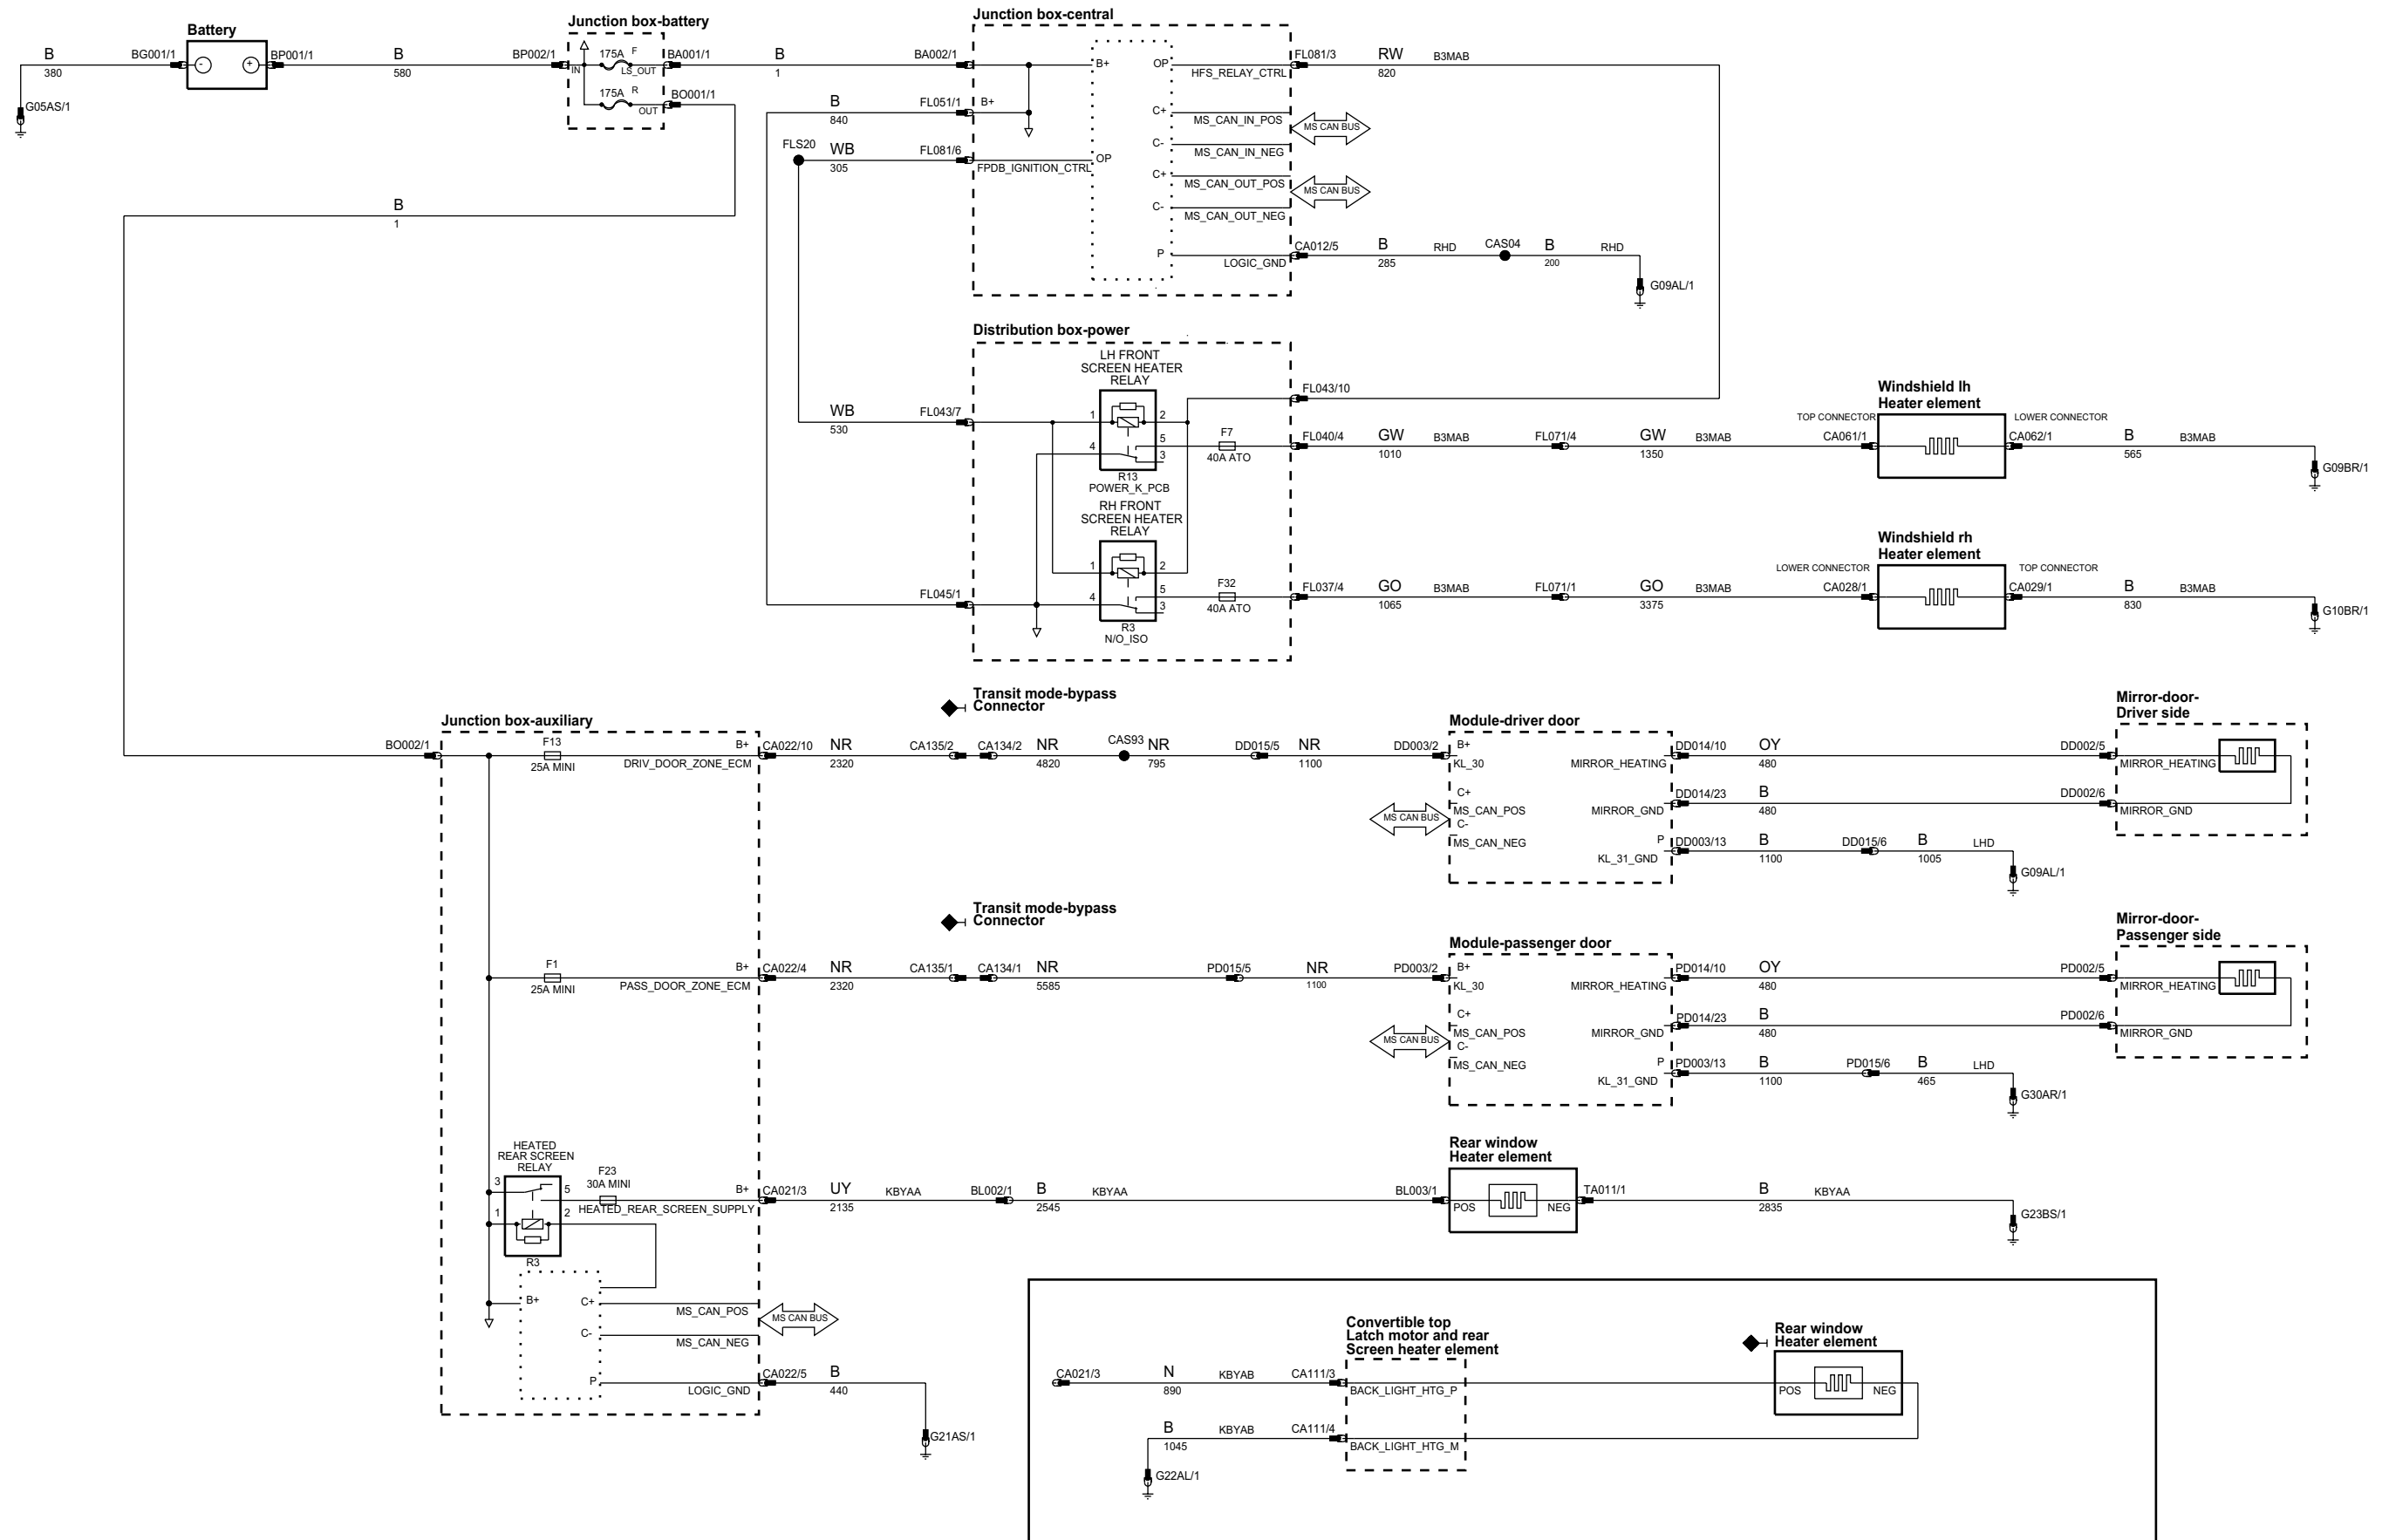 Battery
B
380
BG001/1
-
+
BP001/1
G05AS/1
B
580
BP002/1
Junction box-battery
IN
175A F
LS_OUT
BA001/1
175A R
OUT
BO001/1
B
1
BA002/1
B
1
Junction box-central
B+
OP
HFS_RELAY_CTRL
FL081/3
RW
820
B3MAB
B
840
FL051/1
B+
C+
MS_CAN_IN_POS
MS CAN BUS
C-
MS_CAN_IN_NEG
FLS20
WB
305
FL081/6
FPDB_IGNITION_CTRL
OP
C+
MS_CAN_OUT_POS
MS CAN BUS
C-
MS_CAN_OUT_NEG
P
LOGIC_GND
CA012/5
B
285
RHD
CAS04
B
200
RHD
G09AL/1
Distribution box-power
LH FRONT
SCREEN HEATER
RELAY
FL043/10
WB
530
FL043/7
1
2
4
5
3
R13
POWER_K_PCB
F7
40A ATO
FL040/4
GW
1010
B3MAB
FL071/4
GW
1350
B3MAB
Windshield lh
Heater element
TOP CONNECTOR
CA061/1
LOWER CONNECTOR
CA062/1
B
565
B3MAB
G09BR/1
RH FRONT
SCREEN HEATER
RELAY
FL045/1
1
2
4
5
3
R3
N/O_ISO
F32
40A ATO
FL037/4
GO
1065
B3MAB
FL071/1
GO
3375
B3MAB
Windshield rh
Heater element
LOWER CONNECTOR
CA028/1
TOP CONNECTOR
CA029/1
B
830
B3MAB
G10BR/1
Transit mode-bypass
Connector
Junction box-auxiliary
BO002/1
F13
25A MINI
B+
DRIV_DOOR_ZONE_ECM
CA022/10
NR
2320
CA135/2
CA134/2
NR
4820
CAS93
NR
795
DD015/5
NR
1100
DD003/2
Module-driver door
B+
KL_30
C+
MS_CAN_POS
MS CAN BUS
C-
MS_CAN_NEG
MIRROR_HEATING
DD014/10
OY
480
DD002/5
MIRROR_GND
DD014/23
B
480
DD002/6
P
KL_31_GND
DD003/13
B
1100
DD015/6
B
1005
LHD
G09AL/1
Mirror-door-
Driver side
MIRROR_HEATING
MIRROR_GND
Transit mode-bypass
Connector
F1
25A MINI
B+
PASS_DOOR_ZONE_ECM
CA022/4
NR
2320
CA135/1
CA134/1
NR
5585
PD015/5
NR
1100
PD003/2
Module-passenger door
B+
KL_30
C+
MS_CAN_POS
MS CAN BUS
C-
MS_CAN_NEG
MIRROR_HEATING
PD014/10
OY
480
PD002/5
MIRROR_GND
PD014/23
B
480
PD002/6
P
KL_31_GND
PD003/13
B
1100
PD015/6
B
465
LHD
G30AR/1
Mirror-door-
Passenger side
MIRROR_HEATING
MIRROR_GND
HEATED
REAR SCREEN
RELAY
3
5
1
2
R3
F23
30A MINI
B+
HEATED_REAR_SCREEN_SUPPLY
CA021/3
UY
2135
KBYAA
BL002/1
B
2545
KBYAA
BL003/1
Rear window
Heater element
POS
NEG
TA011/1
B
2835
KBYAA
G23BS/1
B+
C+
MS_CAN_POS
MS CAN BUS
C-
MS_CAN_NEG
P
LOGIC_GND
CA022/5
B
440
G21AS/1
CA021/3
N
890
KBYAB
CA111/3
Convertible top
Latch motor and rear
Screen heater element
BACK_LIGHT_HTG_P
Rear window
Heater element
POS
NEG
B
1045
KBYAB
CA111/4
BACK_LIGHT_HTG_M
G22AL/1